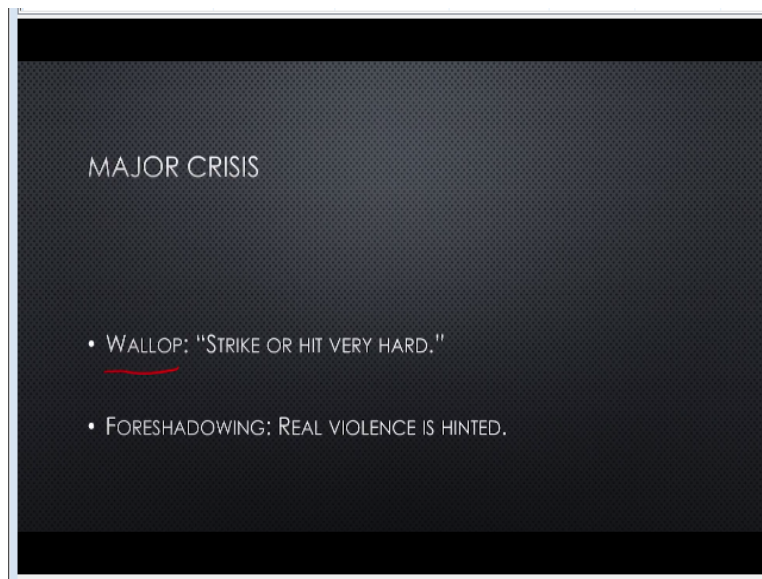 MAJOR CRISIS
• WALLOP: “STRIKE OR HIT VERY HARD.”
• FORESHADOWING: REAL VIOLENCE IS HINTED.